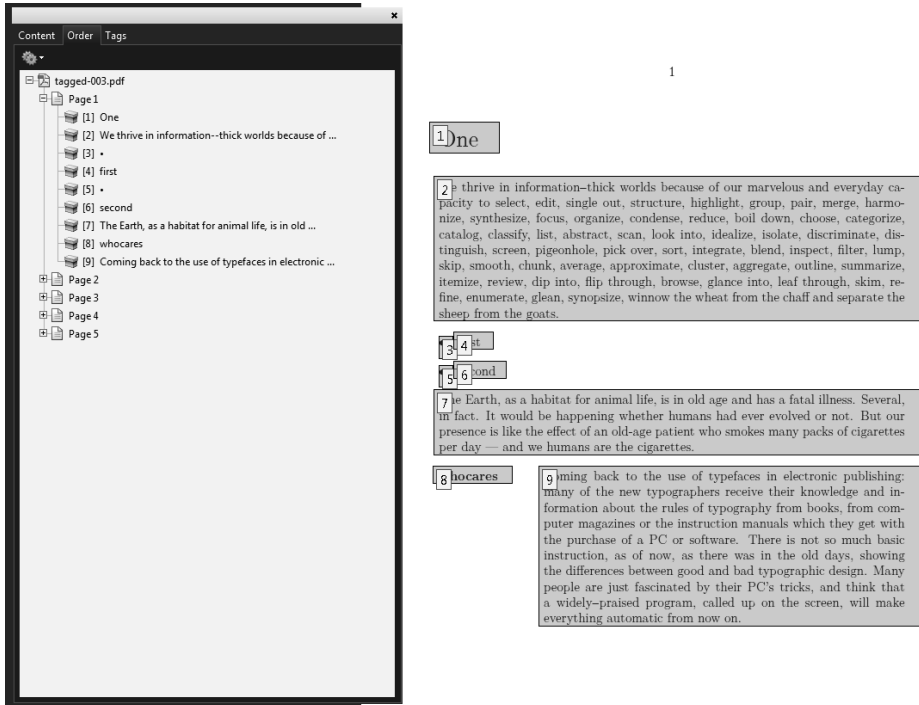 Content Order Tags
tagged-003.pdf
Page 1
[1] One
[2] We thrive in information--thick worlds because of ...
[3] •
[4] first
[5] •
[6] second
[7] The Earth, as a habitat for animal life, is in old ...
[8] whocares
[9] Coming back to the use of typefaces in electronic ...
Page 2
Page 3
Page 4
Page 5
1
1 One
2 thrive in information–thick worlds because of our marvelous and everyday ca-
pacity to select, edit, single out, structure, highlight, group, pair, merge, harmo-
nize, synthesize, focus, organize, condense, reduce, boil down, choose, categorize,
catalog, classify, list, abstract, scan, look into, idealize, isolate, discriminate, dis-
tinguish, screen, pigeonhole, pick over, sort, integrate, blend, inspect, filter, lump,
skip, smooth, chunk, average, approximate, cluster, aggregate, outline, summarize,
itemize, review, dip into, flip through, browse, glance into, leaf through, skim, re-
fine, enumerate, glean, synopsize, winnow the wheat from the chaff and separate the
sheep from the goats.
3 4 st
5 6 cond
7 he Earth, as a habitat for animal life, is in old age and has a fatal illness. Several,
in fact. It would be happening whether humans had ever evolved or not. But our
presence is like the effect of an old-age patient who smokes many packs of cigarettes
per day — and we humans are the cigarettes.
8 hocares
9 oming back to the use of typefaces in electronic publishing:
many of the new typographers receive their knowledge and in-
formation about the rules of typography from books, from com-
puter magazines or the instruction manuals which they get with
the purchase of a PC or software. There is not so much basic
instruction, as of now, as there was in the old days, showing
the differences between good and bad typographic design. Many
people are just fascinated by their PC's tricks, and think that
a widely–praised program, called up on the screen, will make
everything automatic from now on.